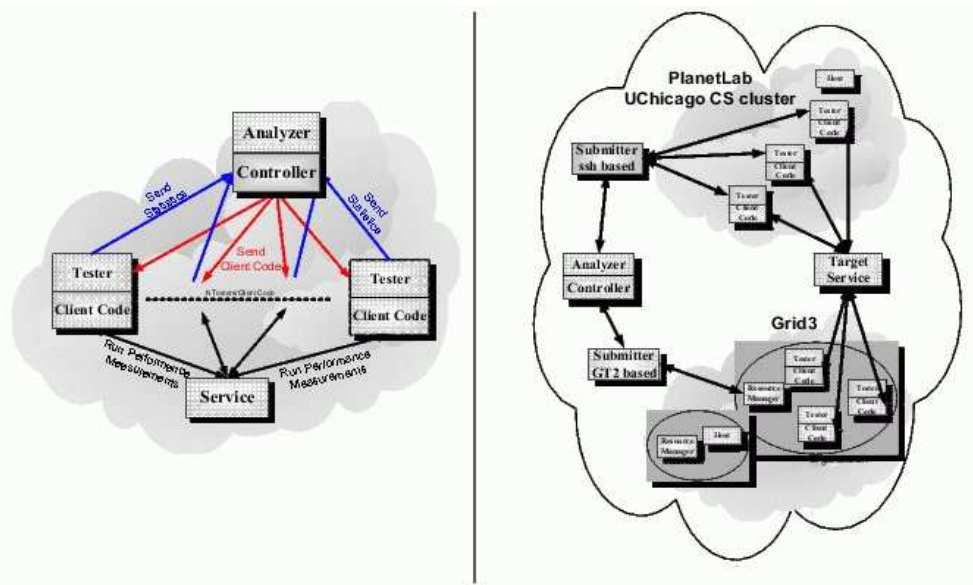 Analyzer
Controller
Send
Statistics
Send
Statistics
Send
Client Code
Tester
Client Code
Tester
Client Code
Run Performance
Measurements
Run Performance
Measurements
Service
PlanetLab
UChicago CS cluster
Host
Tester
Client
Code
Submitter
ssh based
Tester
Client
Code
Tester
Client
Code
Analyzer
Controller
Target
Service
Grid3
Submitter
GT2 based
Tester
Client
Code
Resource
Manager
Tester
Client
Code
Tester
Client
Code
Resource
Manager
Host